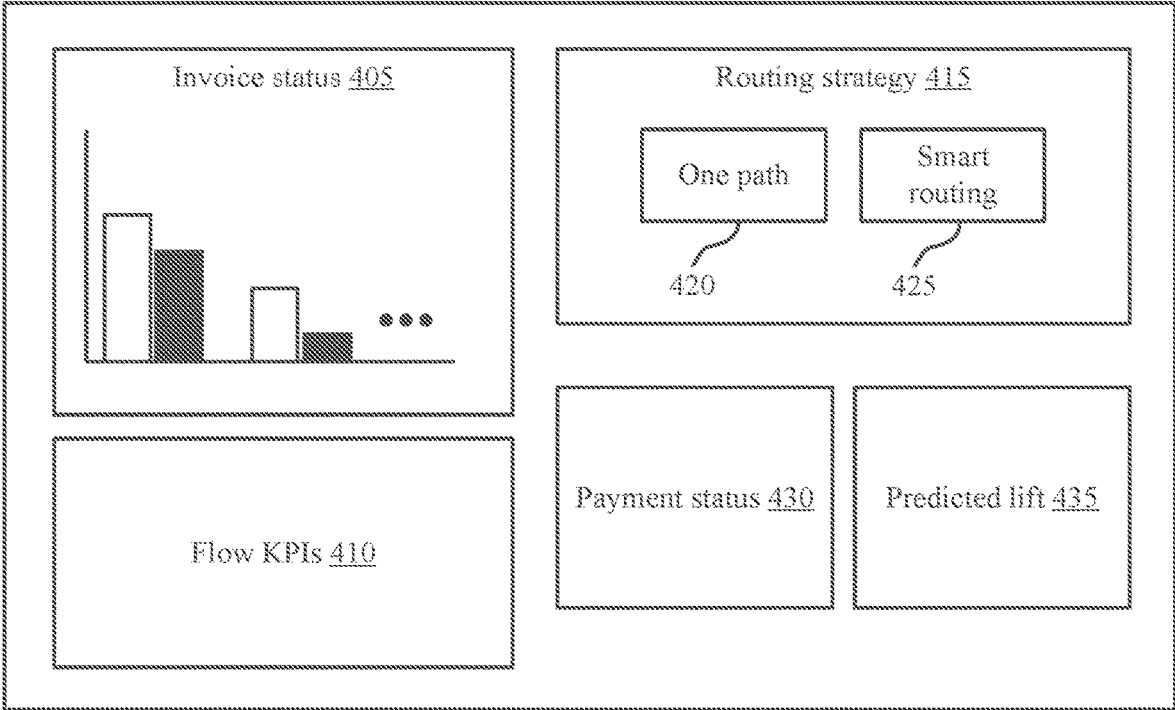 Invoice status 405
Routing strategy 415
One path
Smart
routing
420
425
Flow KPIs 410
Payment status 430
Predicted lift 435